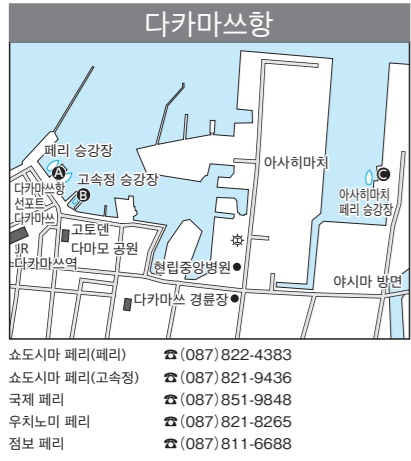 다카마쓰항
페리 승강장
A
고속정 승강장
B
다카마쓰항
선포트
다카마쓰
JR
다카마쓰역
고토덴
다마모 공원
아사히마치
C
아사히마치
페리 승강장
현립중앙병원
야시마 방면
다카마쓰 경륜장
쇼도시마 페리(페리) ☎(087)822-4383
쇼도시마 페리(고속정) ☎(087)821-9436
국제 페리 ☎(087)851-9848
우치노미 페리 ☎(087)821-8265
점보 페리 ☎(087)811-6688